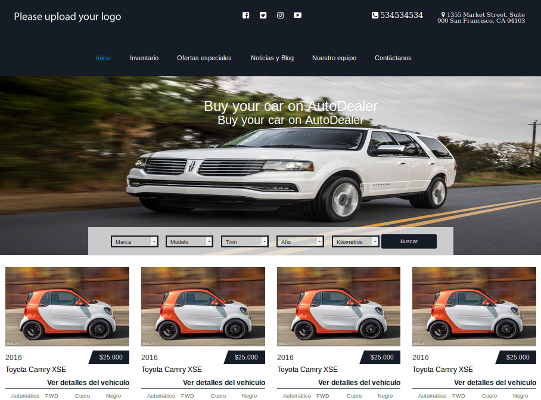 Please upload your logo
534534534
1355 Market Street, Suite
900 San Francisco, CA 94103
Inicio
Inventario
Ofertas especiales
Noticias y Blog
Nuestro equipo
Contáctanos
Buy your car on AutoDealer
Buy your car on AutoDealer
Marca
Modelo
Trim
Año
Kilometros
Buscar
2016
$25.000
Toyota Camry XSE
Ver detalles del vehículo
Automático FWD Cuero Negro
2016
$25.000
Toyota Camry XSE
Ver detalles del vehículo
Automático FWD Cuero Negro
2016
$25.000
Toyota Camry XSE
Ver detalles del vehículo
Automático FWD Cuero Negro
2016
$25.000
Toyota Camry XSE
Ver detalles del vehículo
Automático FWD Cuero Negro